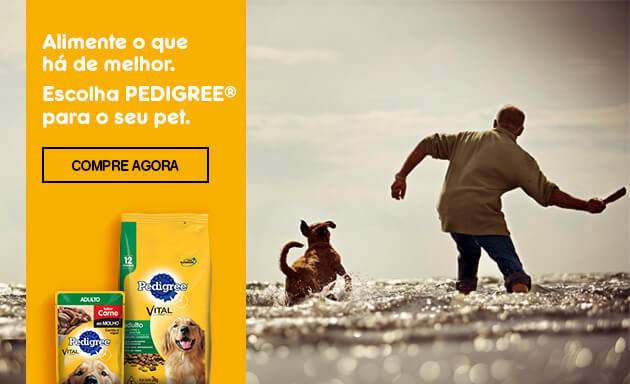 Alimente o que
há de melhor.
Escolha PEDIGREE®
para o seu pet.
COMPRE AGORA
12
Pedigree
VITAL
Adulto
ADULTO
Carne
AO MOLHO
Pedigree
VITAL